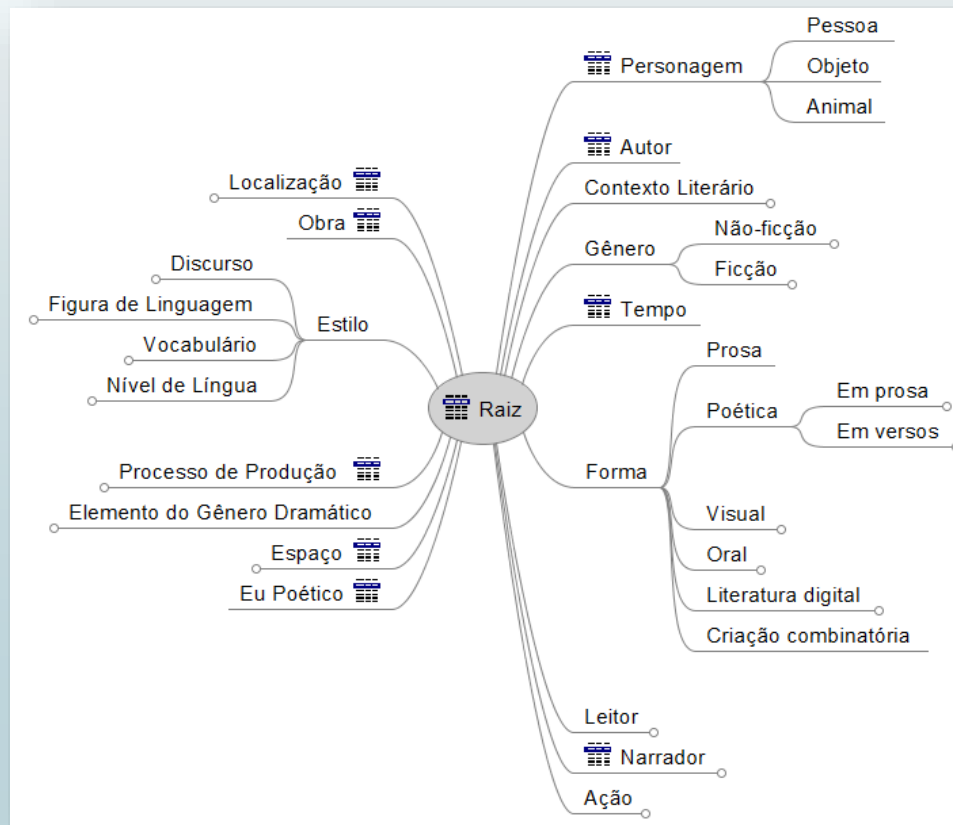 Raiz
Localização
Obra
Estilo
Discurso
Figura de Linguagem
Vocabulário
Nível de Língua
Processo de Produção
Elemento do Gênero Dramático
Espaço
Eu Poético
Personagem
Pessoa
Objeto
Animal
Autor
Contexto Literário
Gênero
Não-ficção
Ficção
Tempo
Forma
Prosa
Poética
Em prosa
Em versos
Visual
Oral
Literatura digital
Criação combinatória
Leitor
Narrador
Ação